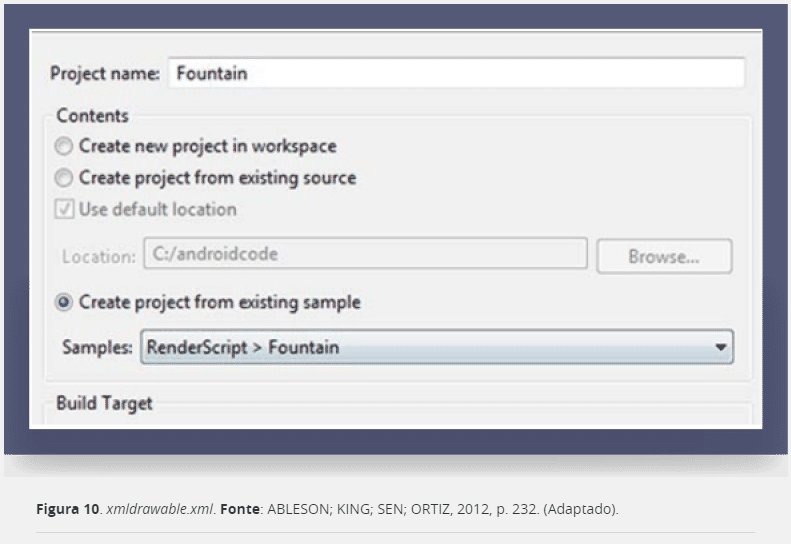 Project name: Fountain
Contents
Create new project in workspace
Create project from existing source
Use default location
Location: C:/androidcode Browse...
Create project from existing sample
Samples: RenderScript > Fountain
Build Target
Figura 10. xmldrawable.xml. Fonte: ABLESON; KING; SEN; ORTIZ, 2012, p. 232. (Adaptado).